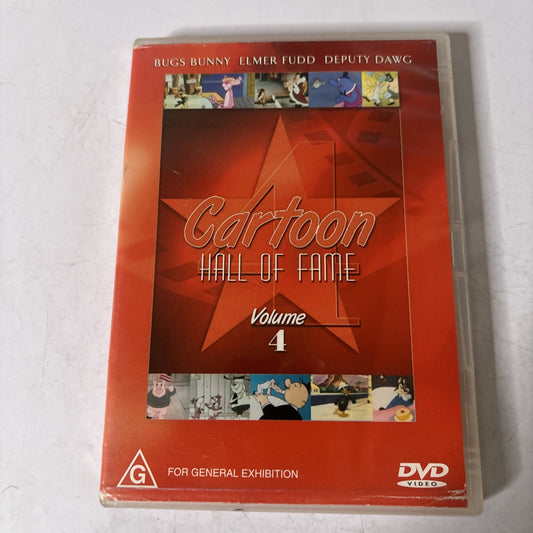 BUGS BUNNY ELMER FUDD DEPUTY DAWG
Cartoon
HALL OF FAME
Volume
4
G FOR GENERAL EXHIBITION
DVD
VIDEO